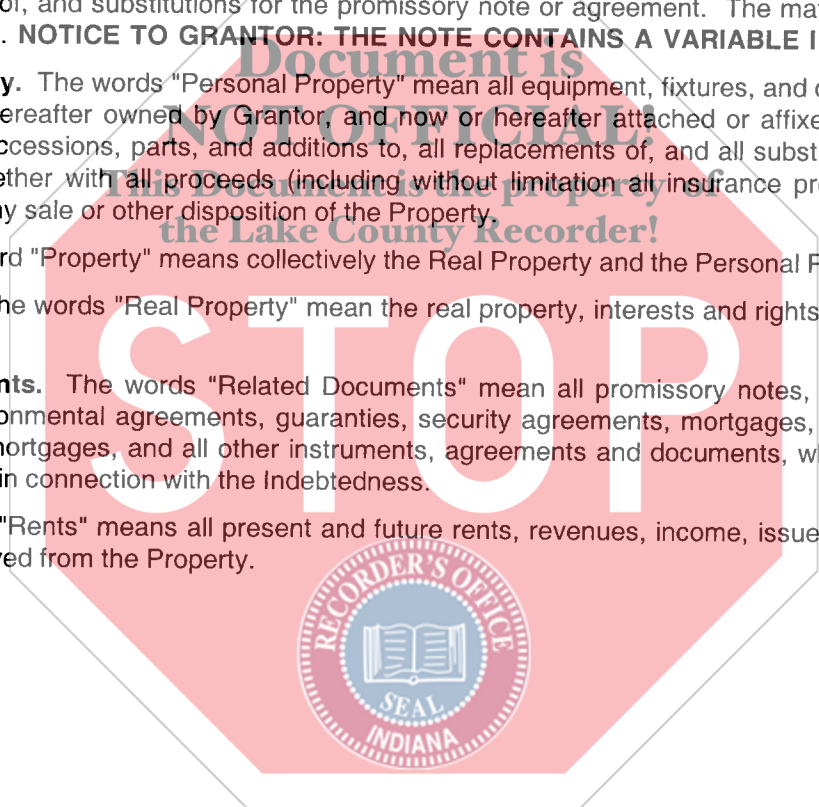 of, and substitutions for the promissory note or agreement. The mat
. NOTICE TO GRANTOR: THE NOTE CONTAINS A VARIABLE I
Document is
y. The words "Personal Property" mean all equipment, fixtures, and o
ereafter owned by Grantor, and now or hereafter attached or affixe
NOT OFFICIAL!
ccessions, parts, and additions to, all replacements of, and all subst
ether with all proceeds (including without limitation all insurance pr
This Document is the property of
y sale or other disposition of the Property.
the Lake County Recorder!
rd "Property" means collectively the Real Property and the Personal P
he words "Real Property" mean the real property, interests and rights
STOP
nts. The words "Related Documents" mean all promissory notes,
onmental agreements, guaranties, security agreements, mortgages,
ortgages, and all other instruments, agreements and documents, wh
in connection with the Indebtedness.
"Rents" means all present and future rents, revenues, income, issue
ed from the Property.
RECORDER'S OFFICE
SEAL
INDIANA